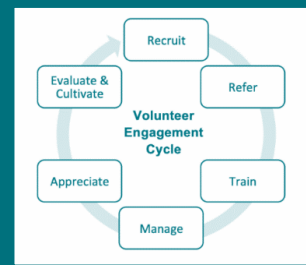 Recruit
Refer
Train
Manage
Appreciate
Evaluate &
Cultivate
Volunteer
Engagement
Cycle